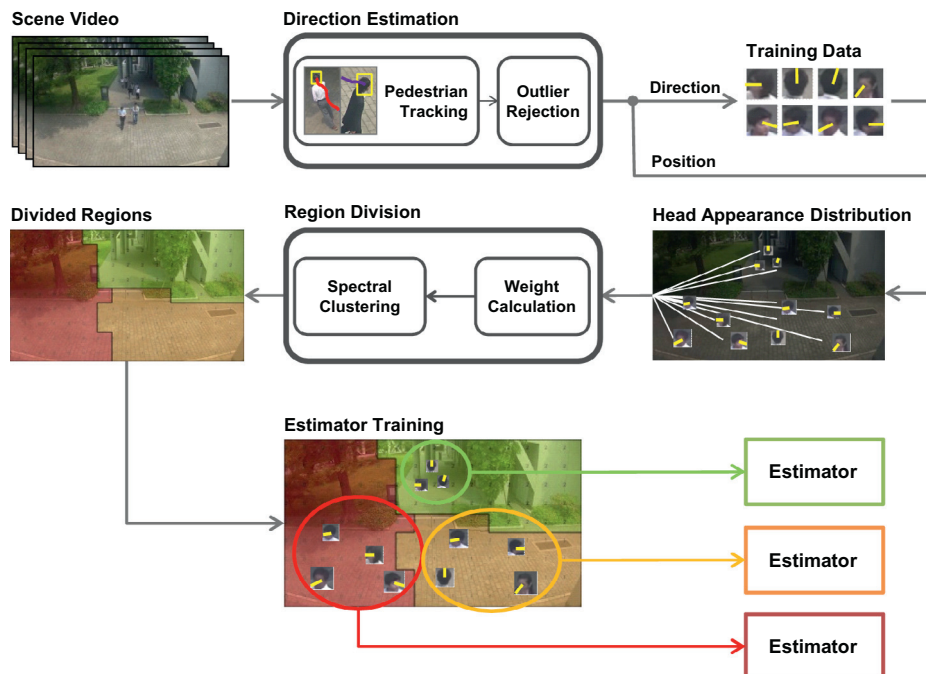 Scene Video
Direction Estimation
Pedestrian
Tracking
Outlier
Rejection
Direction
Position
Training Data
Divided Regions
Region Division
Spectral
Clustering
Weight
Calculation
Head Appearance Distribution
Estimator Training
Estimator
Estimator
Estimator